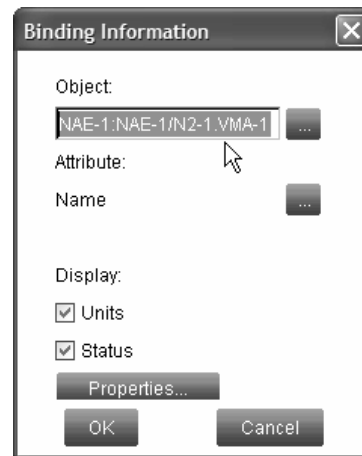 Binding Information
Object:
NAE-1:NAE-1/N2-1.VMA-1 ...
Attribute:
Name ...
Display:
Units
Status
Properties...
OK Cancel